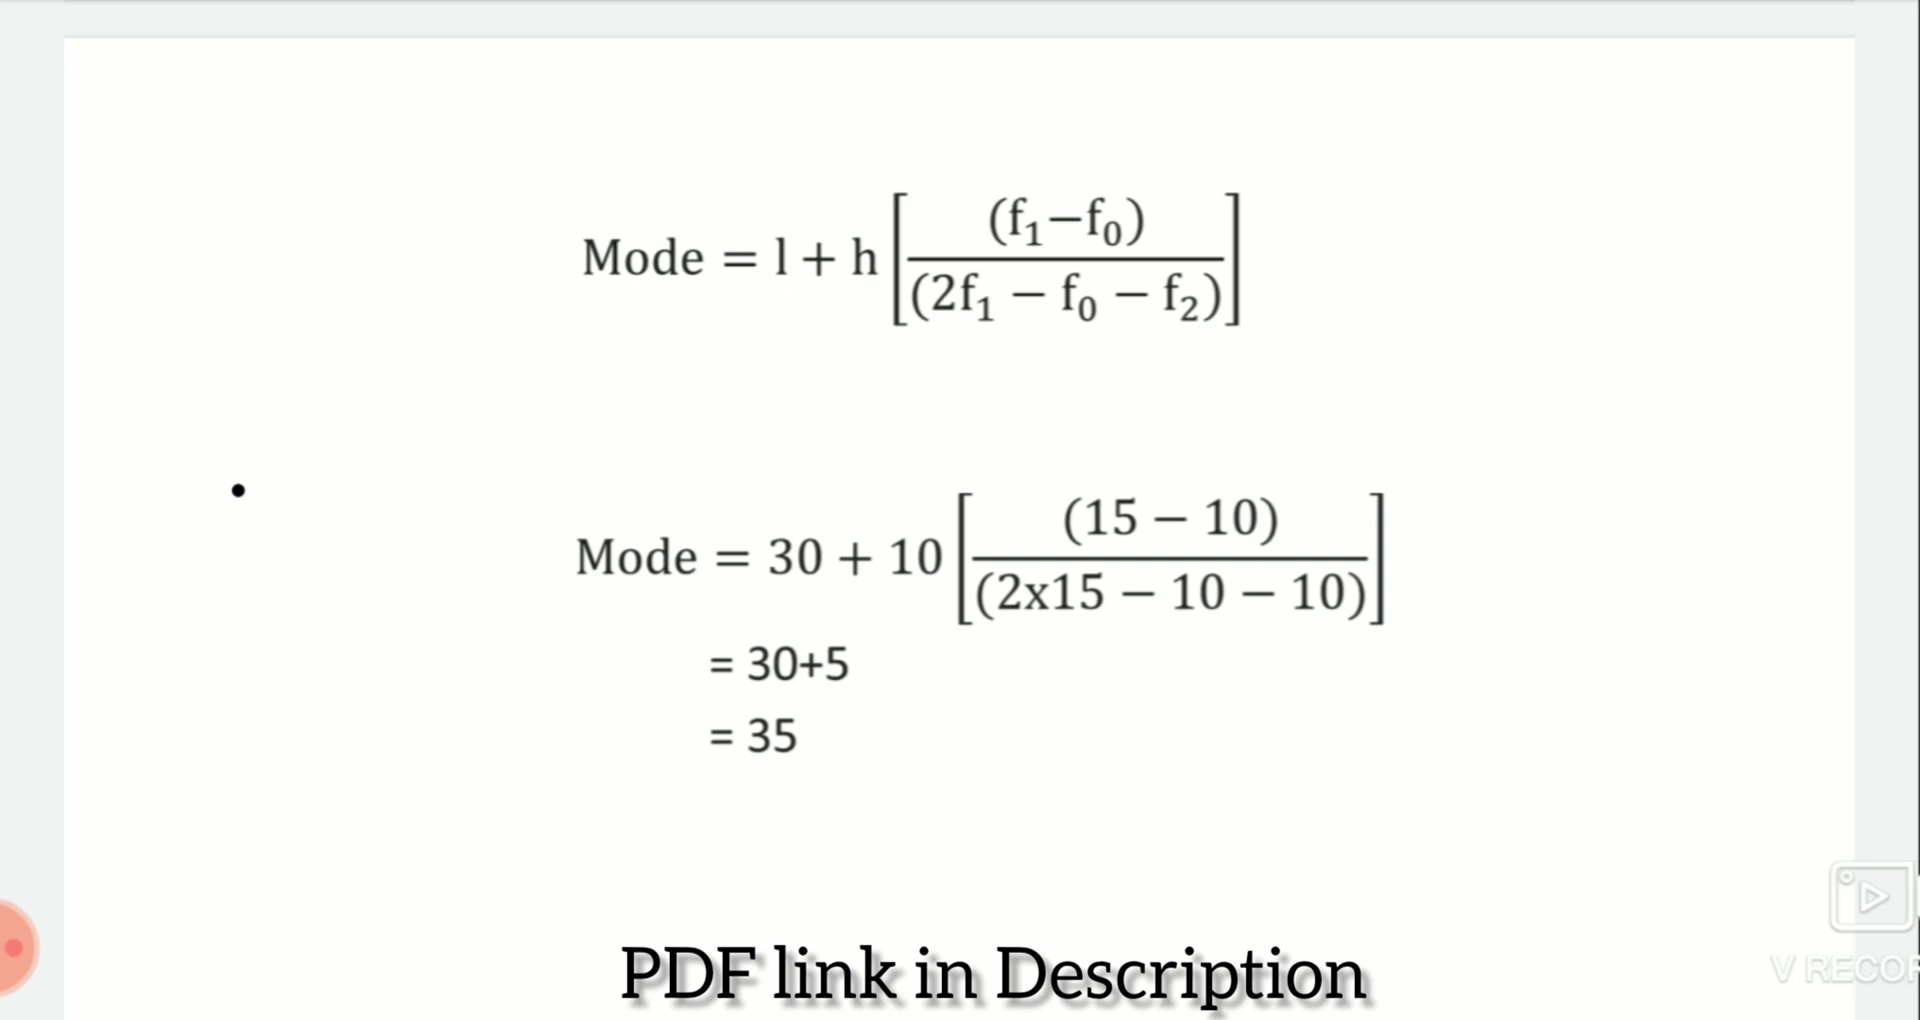 Mode = l + h [ (f₁−f₀) / (2f₁ − f₀ − f₂) ]
Mode = 30 + 10 [ (15 − 10) / (2x15 − 10 − 10) ]
= 30+5
= 35
PDF link in Description
V RECOR